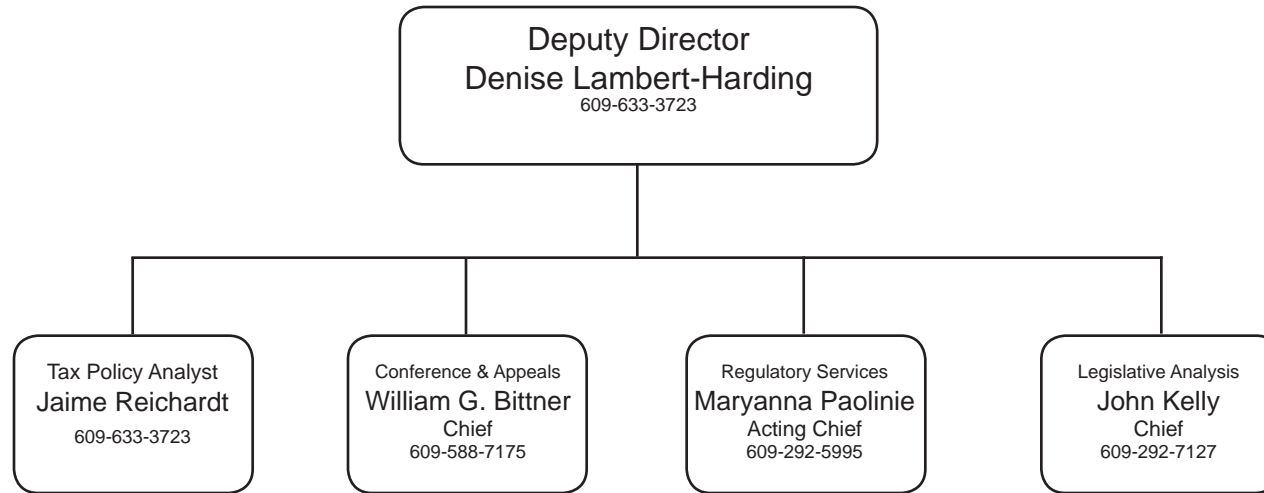 Deputy Director
Denise Lambert-Harding
609-633-3723
Tax Policy Analyst
Jaime Reichardt
609-633-3723
Conference & Appeals
William G. Bittner
Chief
609-588-7175
Regulatory Services
Maryanna Paolinie
Acting Chief
609-292-5995
Legislative Analysis
John Kelly
Chief
609-292-7127